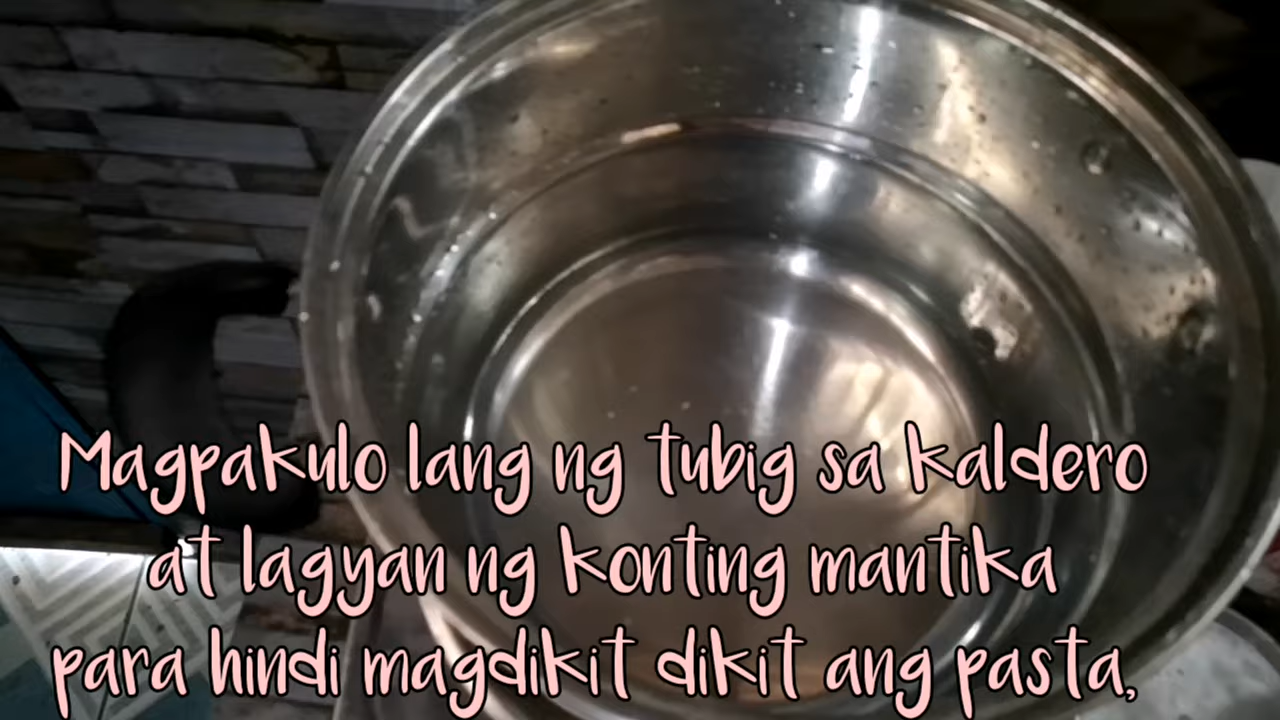 Magpakulo lang ng tubig sa kaldero
at lagyan ng konting mantika
para hindi magdikit dikit ang pasta,